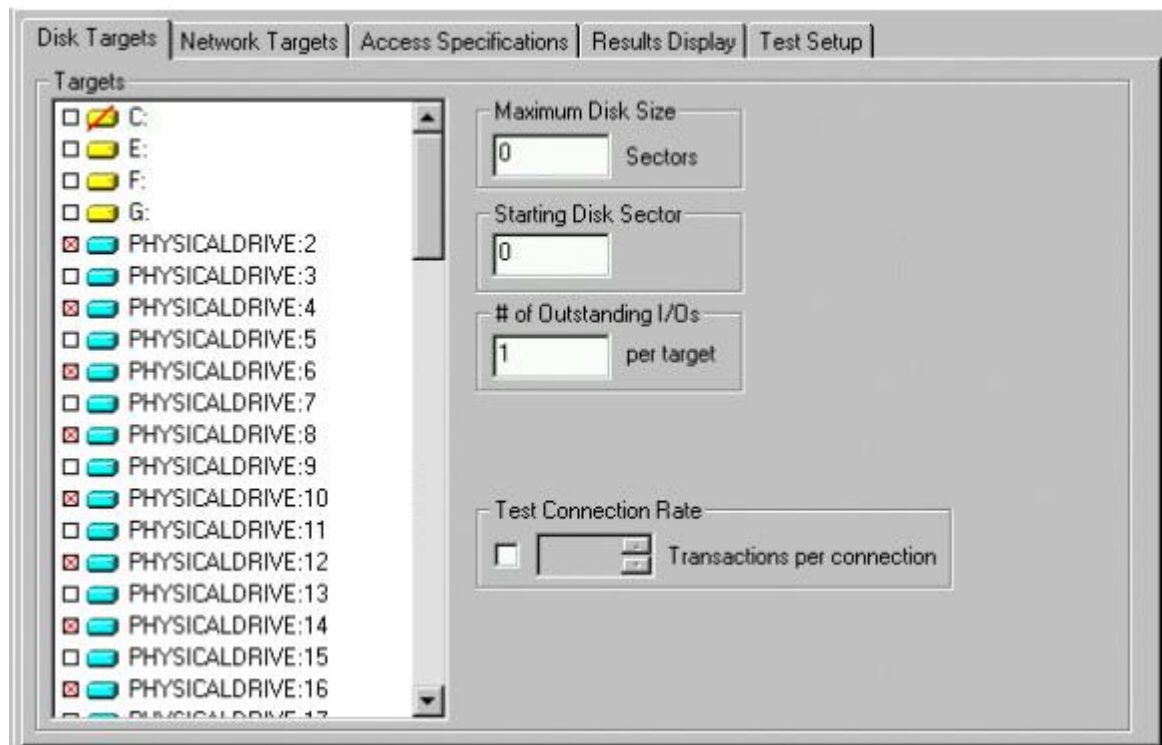 Disk Targets Network Targets Access Specifications Results Display Test Setup
Targets
C:
E:
F:
G:
PHYSICALDRIVE:2
PHYSICALDRIVE:3
PHYSICALDRIVE:4
PHYSICALDRIVE:5
PHYSICALDRIVE:6
PHYSICALDRIVE:7
PHYSICALDRIVE:8
PHYSICALDRIVE:9
PHYSICALDRIVE:10
PHYSICALDRIVE:11
PHYSICALDRIVE:12
PHYSICALDRIVE:13
PHYSICALDRIVE:14
PHYSICALDRIVE:15
PHYSICALDRIVE:16
PHYSICALDRIVE:17
Maximum Disk Size
0 Sectors
Starting Disk Sector
0
# of Outstanding I/Os
1 per target
Test Connection Rate
Transactions per connection